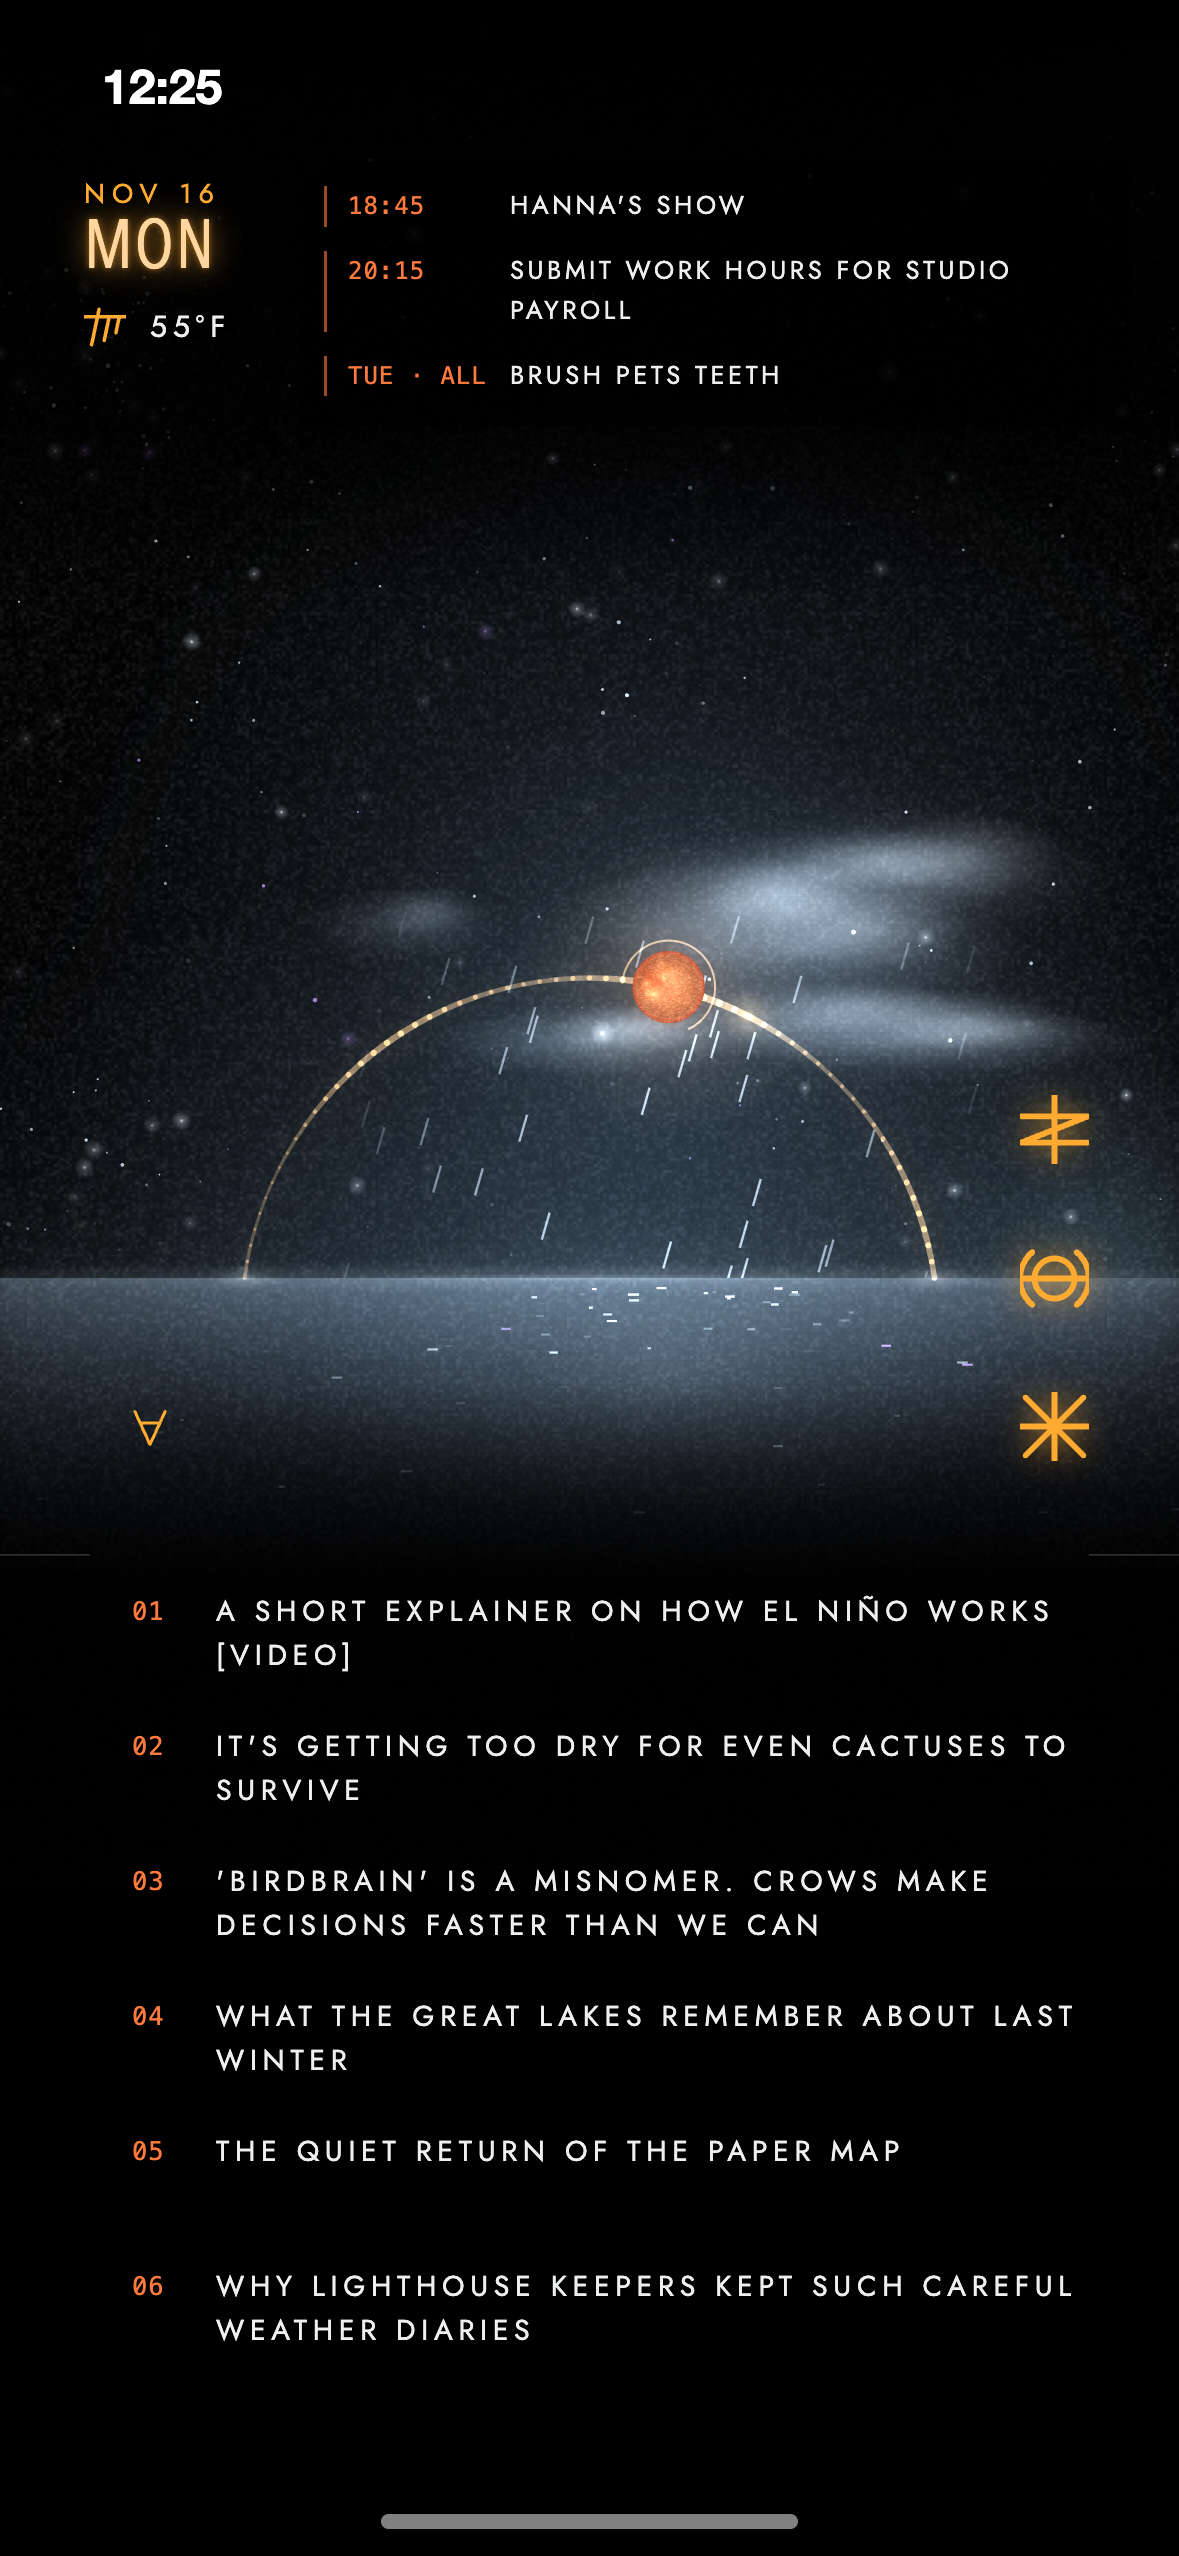 12:25
NOV 16
MON
55°F
18:45 HANNA'S SHOW
20:15 SUBMIT WORK HOURS FOR STUDIO
PAYROLL
TUE · ALL BRUSH PETS TEETH
01 A SHORT EXPLAINER ON HOW EL NIÑO WORKS
[VIDEO]
02 IT'S GETTING TOO DRY FOR EVEN CACTUSES TO
SURVIVE
03 'BIRDBRAIN' IS A MISNOMER. CROWS MAKE
DECISIONS FASTER THAN WE CAN
04 WHAT THE GREAT LAKES REMEMBER ABOUT LAST
WINTER
05 THE QUIET RETURN OF THE PAPER MAP
06 WHY LIGHTHOUSE KEEPERS KEPT SUCH CAREFUL
WEATHER DIARIES